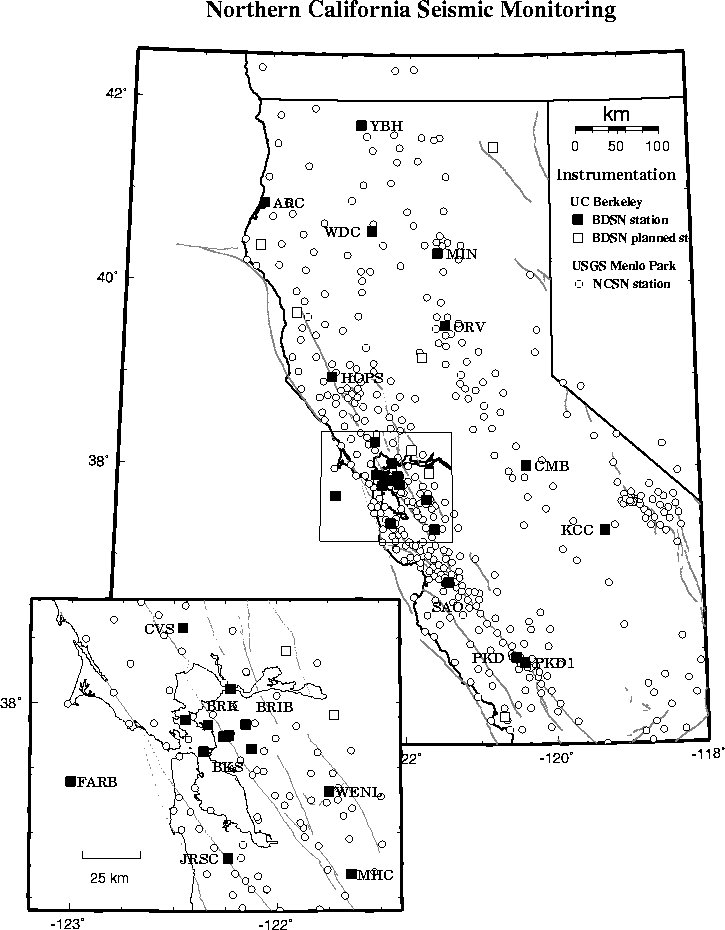 Northern California Seismic Monitoring
42°
40°
38°
km
0 50 100
Instrumentation
UC Berkeley
BDSN station
BDSN planned st
USGS Menlo Park
NCSN station
YBH
ARC
WDC
MIN
ORV
HOPS
CMB
KCC
SAO
PKD
PKD1
22°
-120°
-118°
38°
CVS
BRK
BRIB
BKS
FARB
WENL
JRSC
MHC
25 km
-123°
-122°